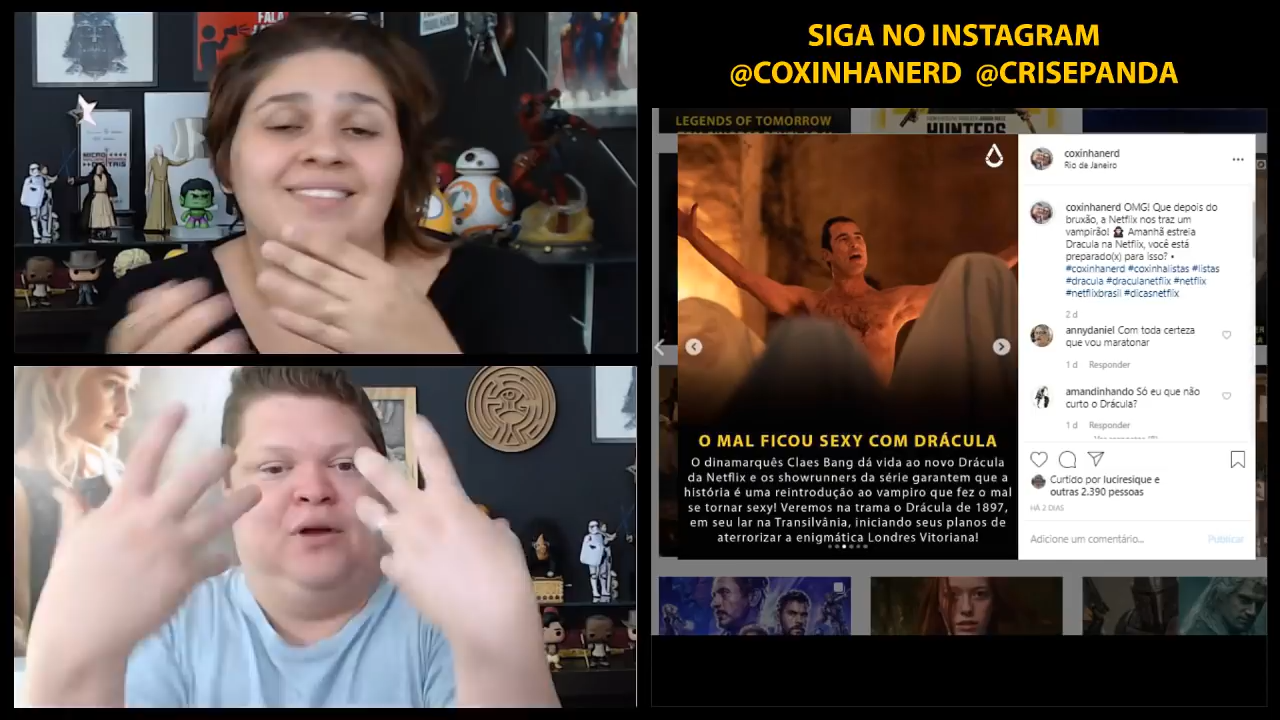 SIGA NO INSTAGRAM
@COXINHANERD @CRISEPANDA
FALA
LEGENDS OF TOMORROW
HUNTERS
coxinhanerd
Rio de Janeiro
coxinhanerd OMG! Que depois do
bruxão, a Netflix nos traz um
vampirão! 🧛🏻‍♂️ Amanhã estreia
Dracula na Netflix, você está
preparado(x) para isso? •
#coxinhanerd #coxinhalistas #listas
#dracula #draculanetflix #netflix
#netflixbrasil #dicasnetflix
2 d
annydaniel Com toda certeza
que vou maratonar
1 d Responder
amandinhando Só eu que não
curto o Drácula?
1 d Responder
Curtido por luciresique e
outras 2.390 pessoas
HÁ 2 DIAS
Adicione um comentário...
Publicar
O MAL FICOU SEXY COM DRÁCULA
O dinamarquês Claes Bang dá vida ao novo Drácula
da Netflix e os showrunners da série garantem que a
história é uma reintrodução ao vampiro que fez o mal
se tornar sexy! Veremos na trama o Drácula de 1897,
em seu lar na Transilvânia, iniciando seus planos de
aterrorizar a enigmática Londres Vitoriana!